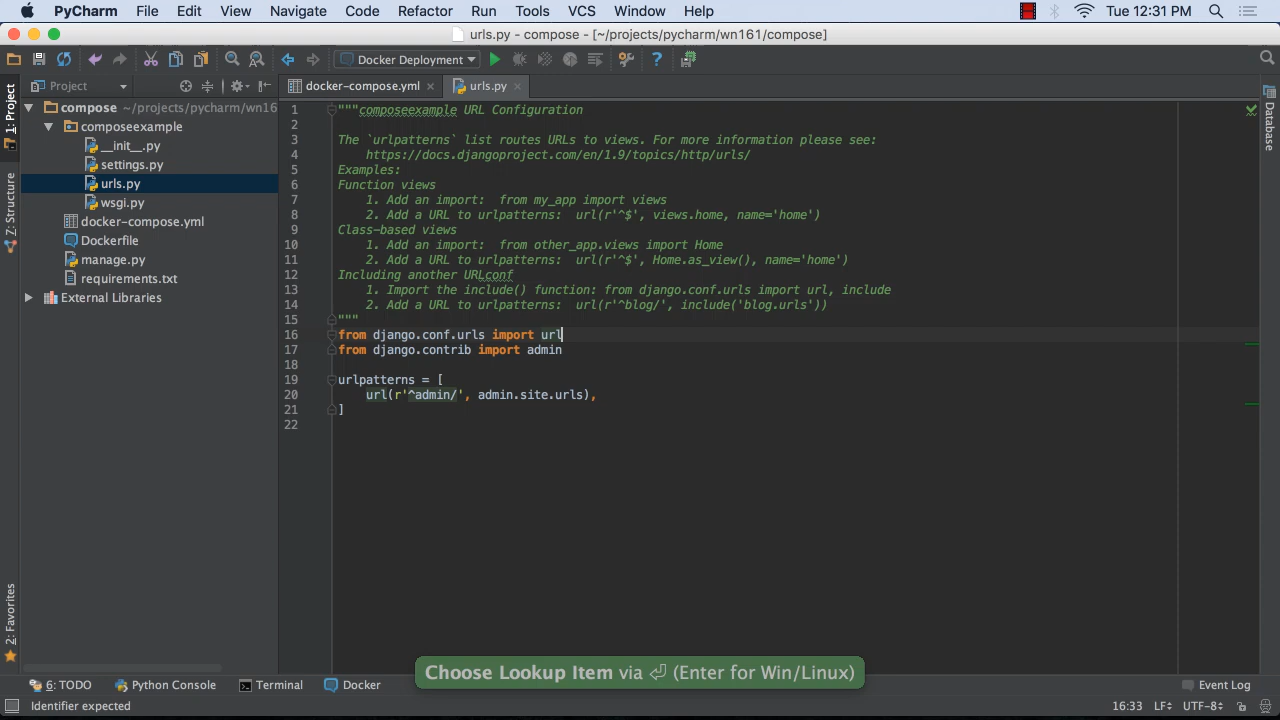 PyCharm File Edit View Navigate Code Refactor Run Tools VCS Window Help Tue 12:31 PM
urls.py - compose - [~/projects/pycharm/wn161/compose]
Docker Deployment
Project docker-compose.yml urls.py
1: Project
Z: Structure
2: Favorites
Database
compose ~/projects/pycharm/wn16
composeexample
__init__.py
settings.py
urls.py
wsgi.py
docker-compose.yml
Dockerfile
manage.py
requirements.txt
External Libraries
1 """composeexample URL Configuration
2
3 The `urlpatterns` list routes URLs to views. For more information please see:
4 https://docs.djangoproject.com/en/1.9/topics/http/urls/
5 Examples:
6 Function views
7 1. Add an import:  from my_app import views
8 2. Add a URL to urlpatterns:  url(r'^$', views.home, name='home')
9 Class-based views
10 1. Add an import:  from other_app.views import Home
11 2. Add a URL to urlpatterns:  url(r'^$', Home.as_view(), name='home')
12 Including another URLconf
13 1. Import the include() function: from django.conf.urls import url, include
14 2. Add a URL to urlpatterns:  url(r'^blog/', include('blog.urls'))
15 """
16 from django.conf.urls import url
17 from django.contrib import admin
18
19 urlpatterns = [
20 url(r'^admin/', admin.site.urls),
21 ]
22
Choose Lookup Item via ⏎ (Enter for Win/Linux)
6: TODO Python Console Terminal Docker Event Log
Identifier expected 16:33 LF÷ UTF-8÷